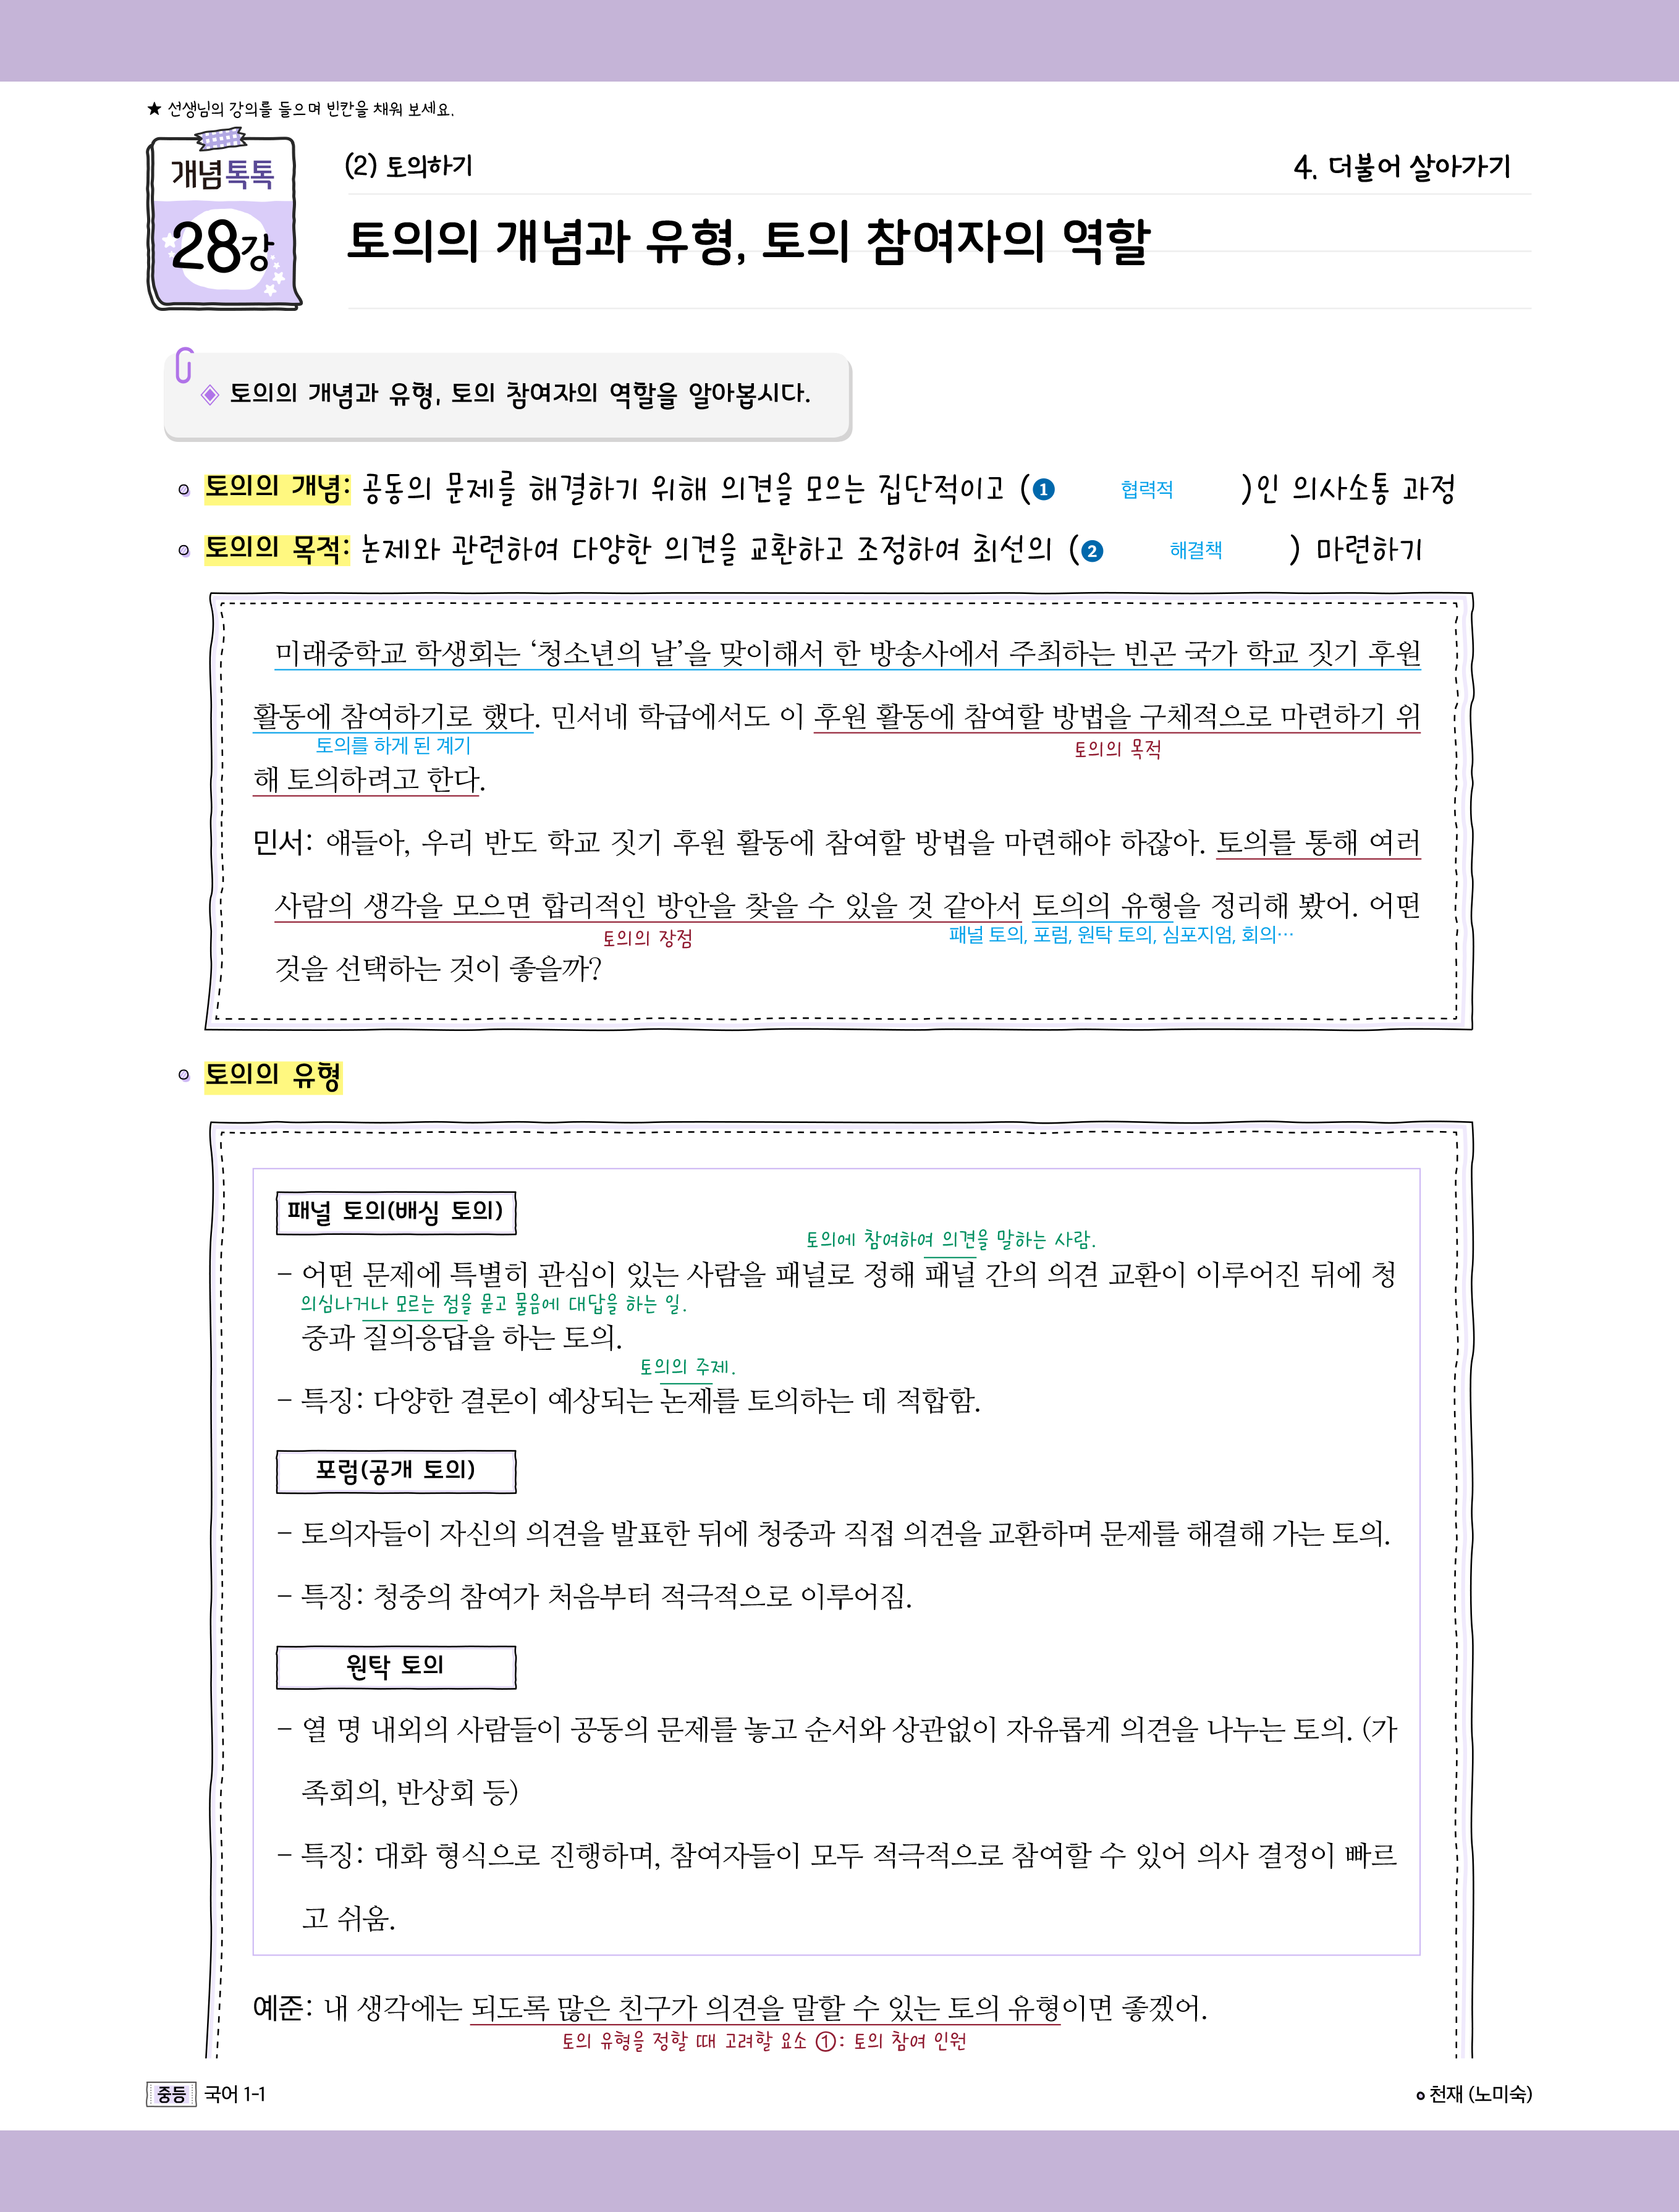 ★ 선생님의 강의를 들으며 빈칸을 채워 보세요.
개념톡톡
28강
(2) 토의하기
4. 더불어 살아가기
토의의 개념과 유형, 토의 참여자의 역할
◈ 토의의 개념과 유형, 토의 참여자의 역할을 알아봅시다.
토의의 개념: 공동의 문제를 해결하기 위해 의견을 모으는 집단적이고 (❶ 협력적 )인 의사소통 과정
토의의 목적: 논제와 관련하여 다양한 의견을 교환하고 조정하여 최선의 (❷ 해결책 ) 마련하기
미래중학교 학생회는 ‘청소년의 날’을 맞이해서 한 방송사에서 주최하는 빈곤 국가 학교 짓기 후원
활동에 참여하기로 했다. 민서네 학급에서도 이 후원 활동에 참여할 방법을 구체적으로 마련하기 위
토의를 하게 된 계기
토의의 목적
해 토의하려고 한다.
민서: 얘들아, 우리 반도 학교 짓기 후원 활동에 참여할 방법을 마련해야 하잖아. 토의를 통해 여러
사람의 생각을 모으면 합리적인 방안을 찾을 수 있을 것 같아서 토의의 유형을 정리해 봤어. 어떤
토의의 장점
패널 토의, 포럼, 원탁 토의, 심포지엄, 회의…
것을 선택하는 것이 좋을까?
토의의 유형
패널 토의(배심 토의)
토의에 참여하여 의견을 말하는 사람.
– 어떤 문제에 특별히 관심이 있는 사람을 패널로 정해 패널 간의 의견 교환이 이루어진 뒤에 청
의심나거나 모르는 점을 묻고 물음에 대답을 하는 일.
중과 질의응답을 하는 토의.
토의의 주제.
– 특징: 다양한 결론이 예상되는 논제를 토의하는 데 적합함.
포럼(공개 토의)
– 토의자들이 자신의 의견을 발표한 뒤에 청중과 직접 의견을 교환하며 문제를 해결해 가는 토의.
– 특징: 청중의 참여가 처음부터 적극적으로 이루어짐.
원탁 토의
– 열 명 내외의 사람들이 공동의 문제를 놓고 순서와 상관없이 자유롭게 의견을 나누는 토의. (가
족회의, 반상회 등)
– 특징: 대화 형식으로 진행하며, 참여자들이 모두 적극적으로 참여할 수 있어 의사 결정이 빠르
고 쉬움.
예준: 내 생각에는 되도록 많은 친구가 의견을 말할 수 있는 토의 유형이면 좋겠어.
토의 유형을 정할 때 고려할 요소 ①: 토의 참여 인원
중등 국어 1-1
천재 (노미숙)